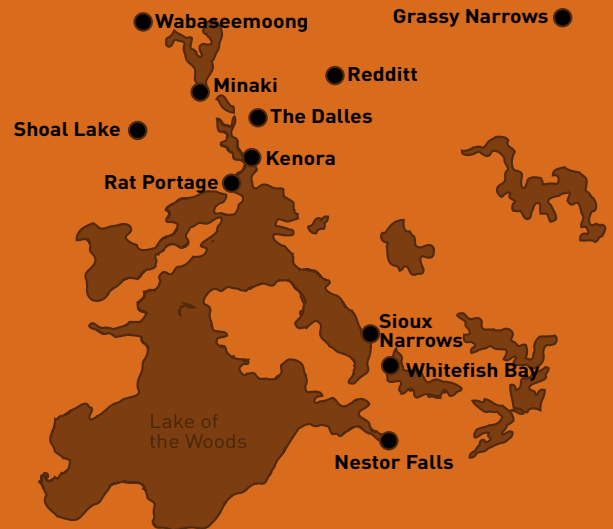 Grassy Narrows
Wabaseemoong
Redditt
Minaki
The Dalles
Shoal Lake
Kenora
Rat Portage
Sioux
Narrows
Whitefish Bay
Lake of
the Woods
Nestor Falls